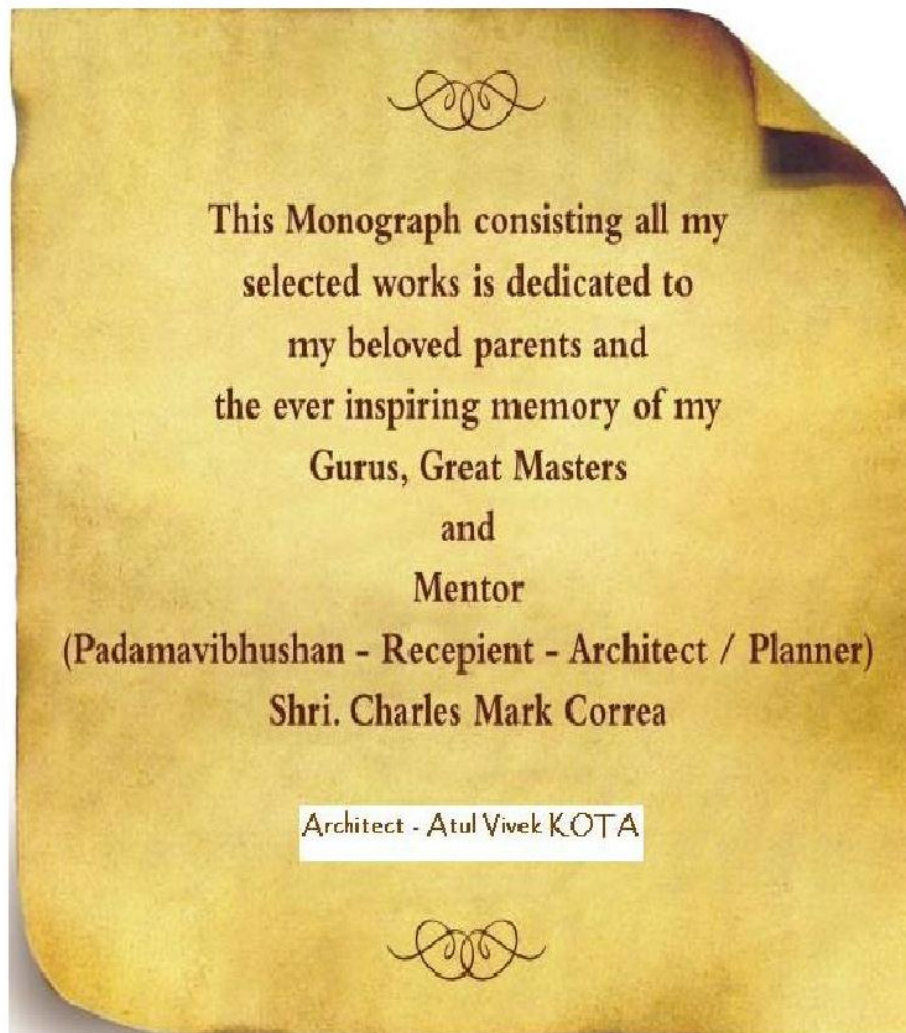 This Monograph consisting all my
selected works is dedicated to
my beloved parents and
the ever inspiring memory of my
Gurus, Great Masters
and
Mentor
(Padamavibhushan - Recepient - Architect / Planner)
Shri. Charles Mark Correa
Architect - Atul Vivek KOTA